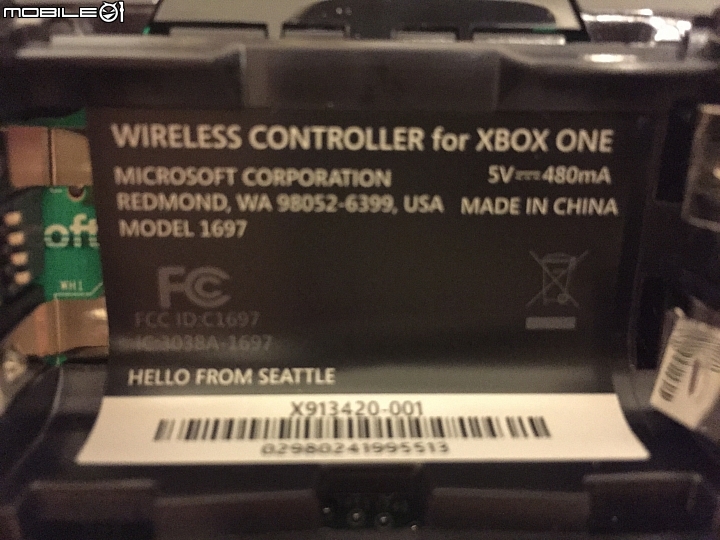 MOBILE01
WIRELESS CONTROLLER for XBOX ONE
MICROSOFT CORPORATION 5V⎓480mA
REDMOND, WA 98052-6399, USA MADE IN CHINA
MODEL 1697
oft
WH1
FC
FCC ID:C1697
IC:3038A-1697
HELLO FROM SEATTLE
X913420-001
02980241995513